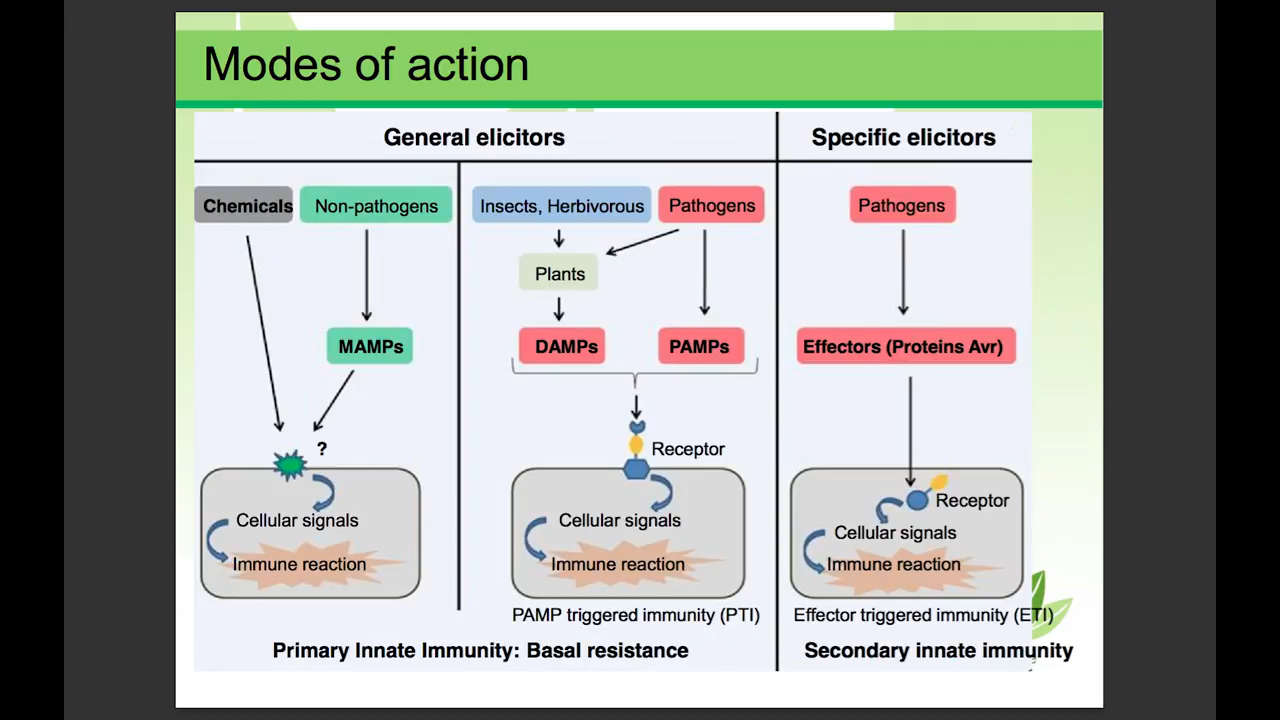 Modes of action
General elicitors
Specific elicitors
Chemicals
Non-pathogens
Insects, Herbivorous
Pathogens
Pathogens
Plants
MAMPs
DAMPs
PAMPs
Effectors (Proteins Avr)
?
Receptor
Receptor
Cellular signals
Cellular signals
Cellular signals
Immune reaction
Immune reaction
Immune reaction
PAMP triggered immunity (PTI)
Effector triggered immunity (ETI)
Primary Innate Immunity: Basal resistance
Secondary innate immunity